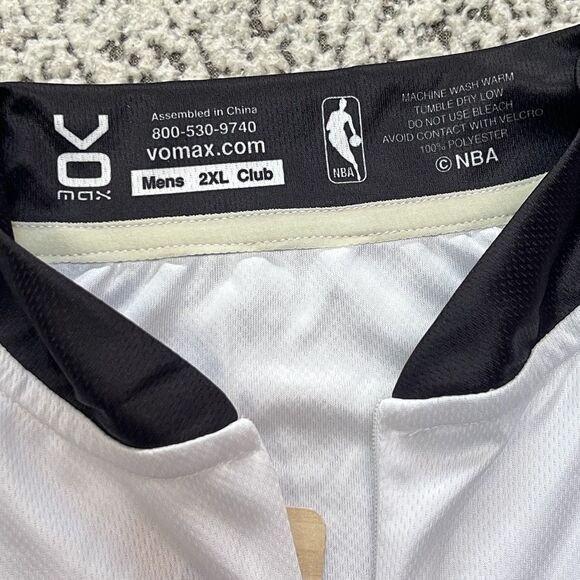 VO
max
Assembled in China
800-530-9740
vomax.com
Mens 2XL Club
NBA
MACHINE WASH WARM
TUMBLE DRY LOW
DO NOT USE BLEACH
AVOID CONTACT WITH VELCRO
100% POLYESTER
© NBA